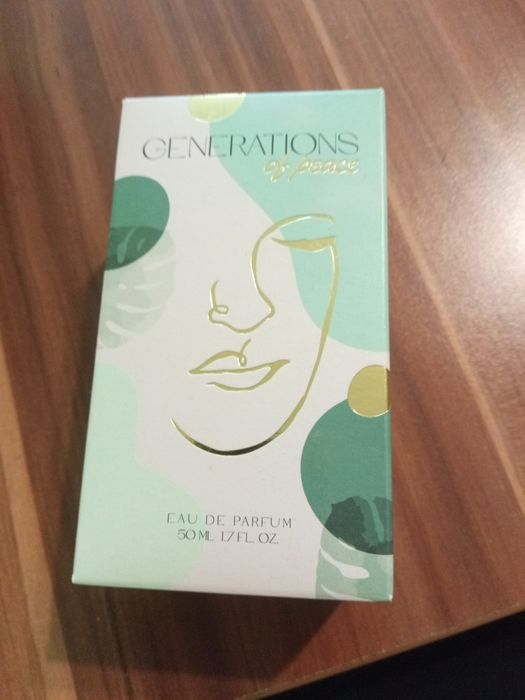 GENERATIONS
of peace
EAU DE PARFUM
50 ML 1.7 FL. OZ.